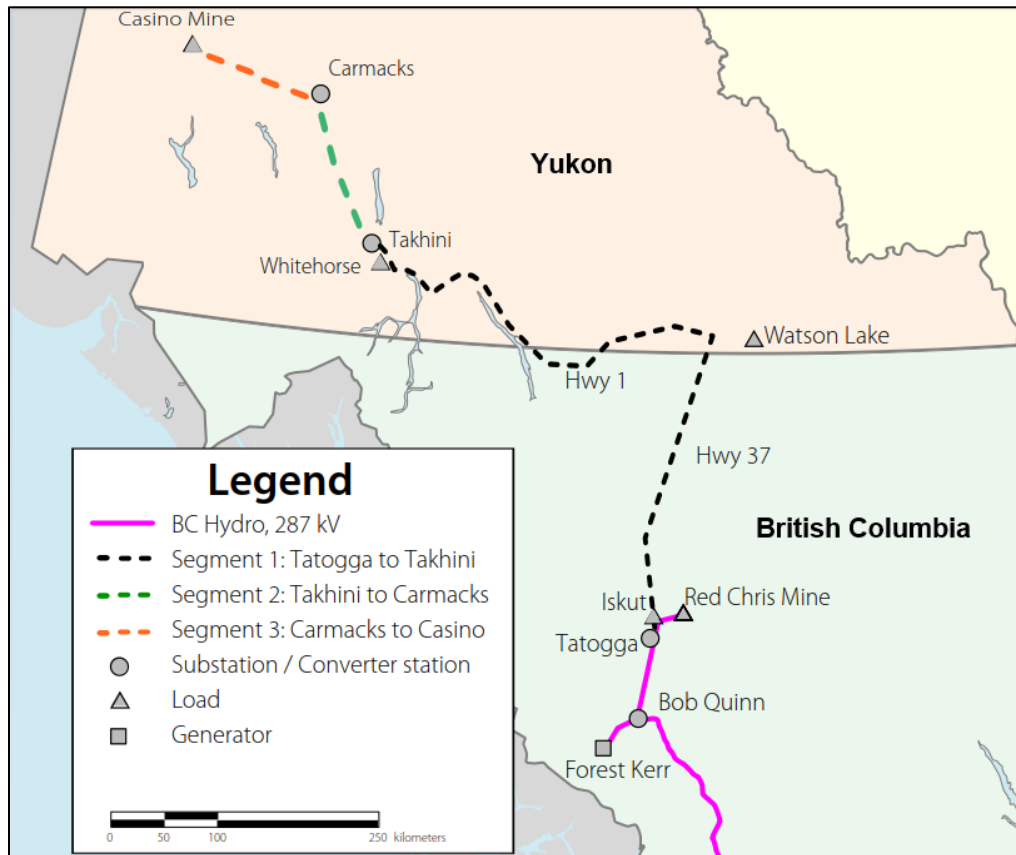 Casino Mine
Carmacks
Yukon
Takhini
Whitehorse
Watson Lake
Hwy 1
Hwy 37
British Columbia
Iskut
Red Chris Mine
Tatogga
Bob Quinn
Forest Kerr
Legend
BC Hydro, 287 kV
Segment 1: Tatogga to Takhini
Segment 2: Takhini to Carmacks
Segment 3: Carmacks to Casino
Substation / Converter station
Load
Generator
0 50 100 250 kilometers